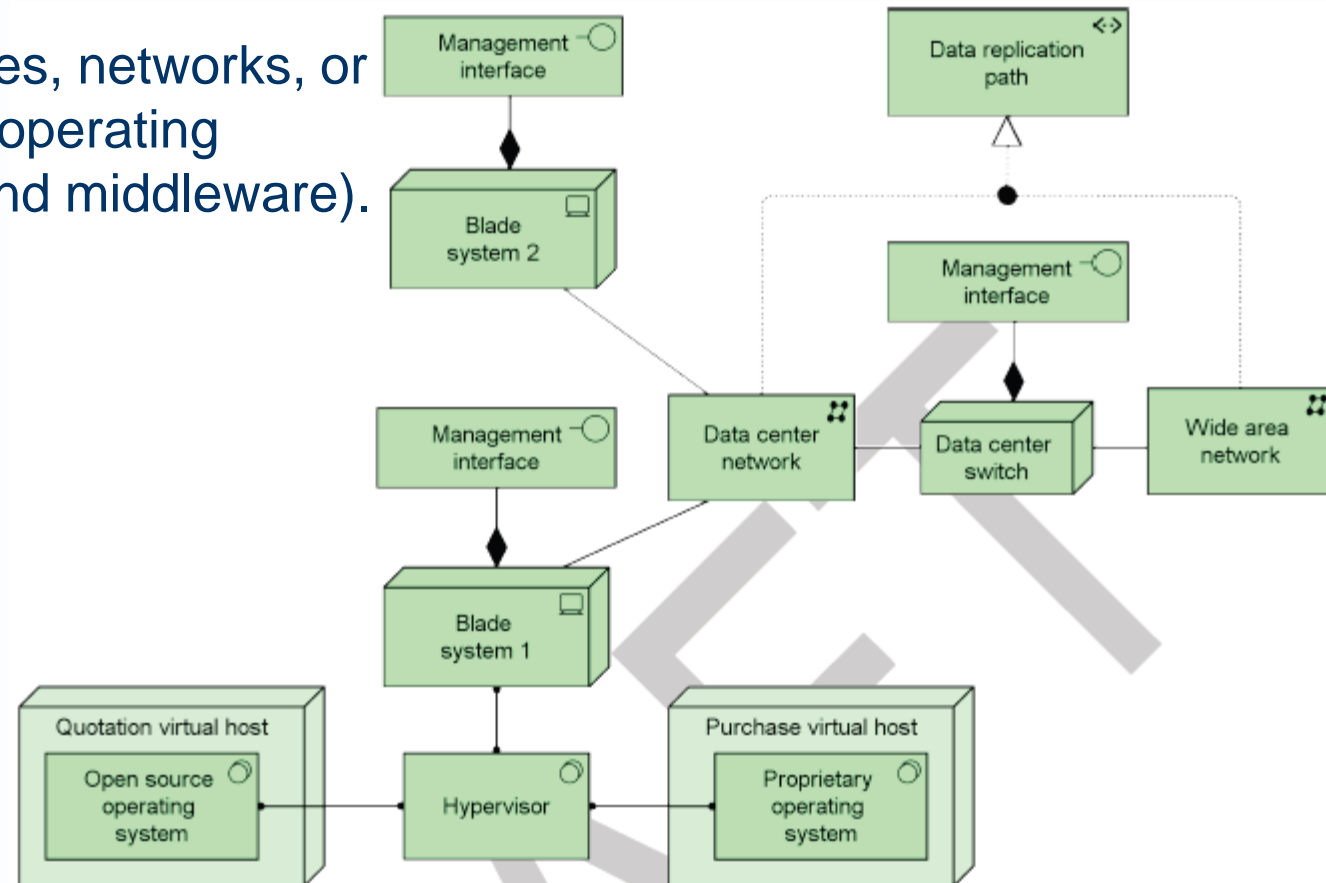 es, networks, or
operating
nd middleware).
Management
interface
Data replication
path
Blade
system 2
Management
interface
Management
interface
Data center
network
Data center
switch
Wide area
network
Blade
system 1
Quotation virtual host
Open source
operating
system
Hypervisor
Purchase virtual host
Proprietary
operating
system